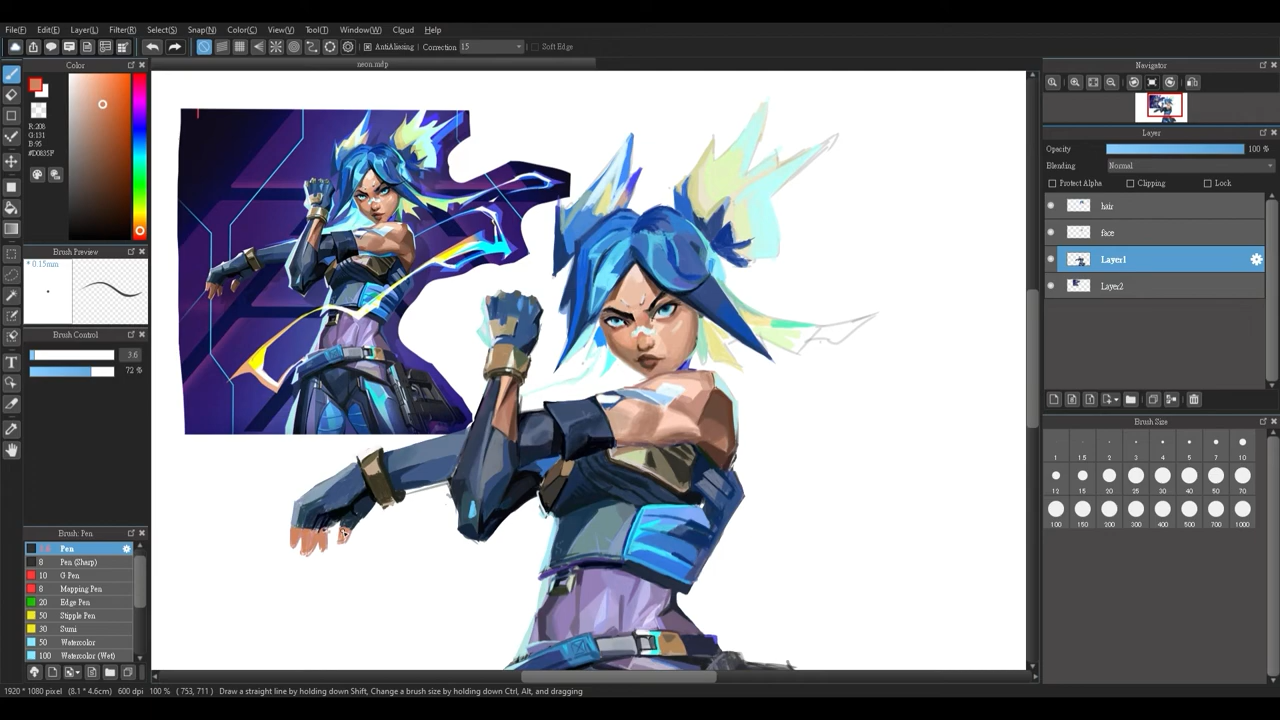 File(F) Edit(E) Layer(L) Filter(R) Select(S) Snap(N) Color(C) View(V) Tool(T) Window(W) Cloud Help
AntiAliasing Correction 15 Soft Edge
Color
neon.mdp
Navigator
R:208
G:131
B:95
#D0835F
Layer
Opacity 100 %
Blending Normal
Protect Alpha Clipping Lock
hair
face
Layer1
Layer2
Brush Preview
* 0.15mm
Brush Control
3.6
72 %
Brush Size
1 1.5 2 3 4 5 7 10
12 15 20 25 30 40 50 70
100 150 200 300 400 500 700 1000
Brush: Pen
Pen
8 Pen (Sharp)
10 G Pen
8 Mapping Pen
20 Edge Pen
50 Stipple Pen
30 Sumi
50 Watercolor
100 Watercolor (Wet)
1920 * 1080 pixel (8.1 * 4.6cm) 600 dpi 100 % ( 753, 711 ) Draw a straight line by holding down Shift, Change a brush size by holding down Ctrl, Alt, and dragging